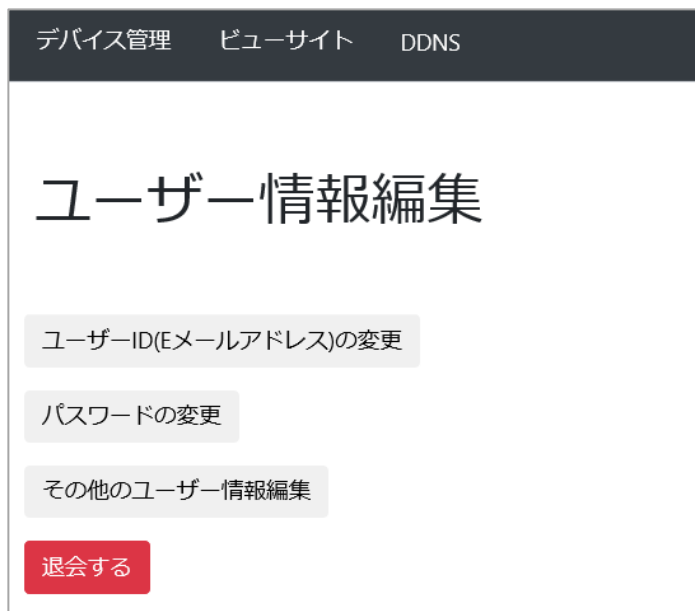 デバイス管理 ビューサイト DDNS
ユーザー情報編集
ユーザーID(Eメールアドレス)の変更
パスワードの変更
その他のユーザー情報編集
退会する